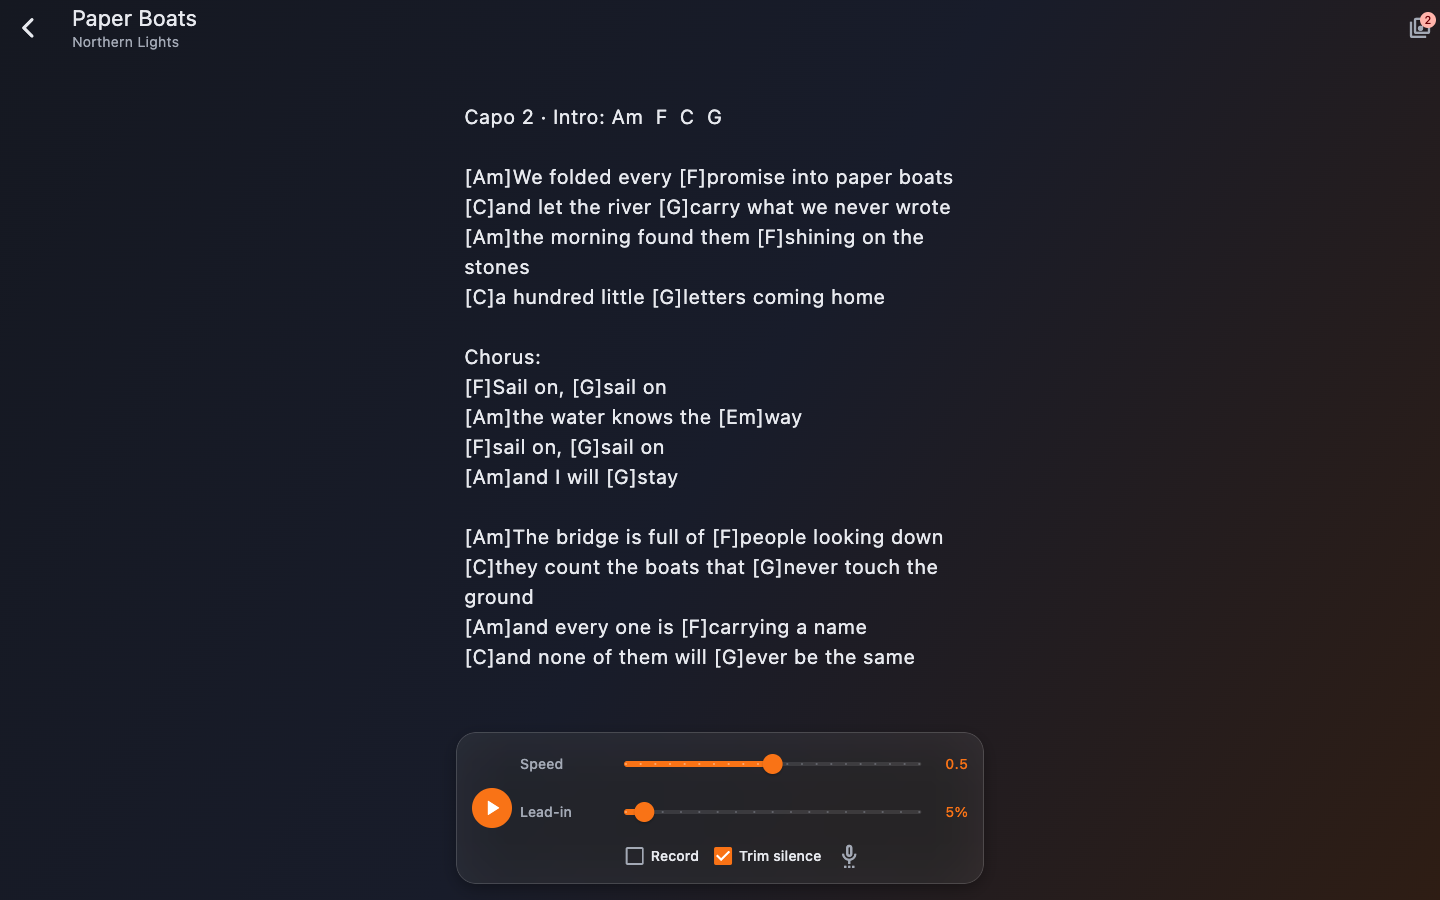 Paper Boats
Northern Lights
2
Capo 2 · Intro: Am  F  C  G
[Am]We folded every [F]promise into paper boats
[C]and let the river [G]carry what we never wrote
[Am]the morning found them [F]shining on the
stones
[C]a hundred little [G]letters coming home
Chorus:
[F]Sail on, [G]sail on
[Am]the water knows the [Em]way
[F]sail on, [G]sail on
[Am]and I will [G]stay
[Am]The bridge is full of [F]people looking down
[C]they count the boats that [G]never touch the
ground
[Am]and every one is [F]carrying a name
[C]and none of them will [G]ever be the same
Speed 0.5
Lead-in 5%
Record Trim silence